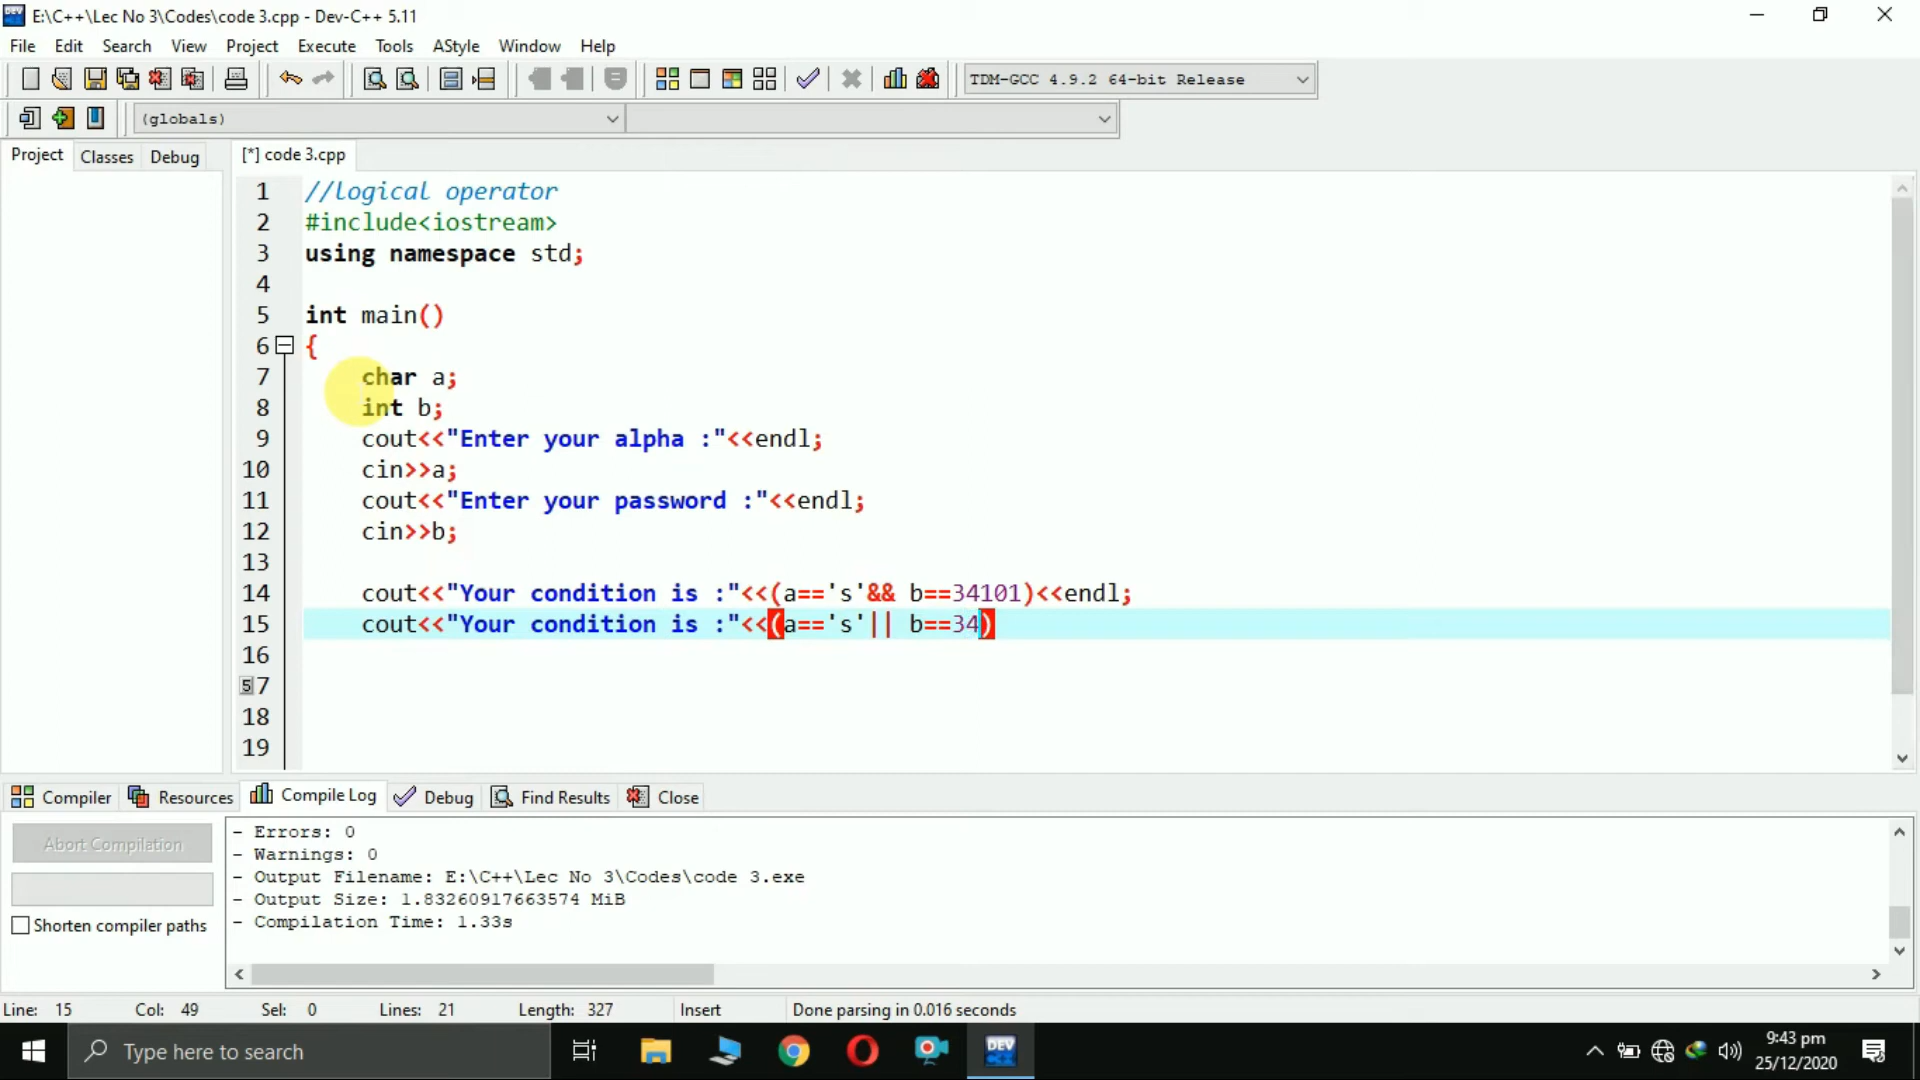 E:\C++\Lec No 3\Codes\code 3.cpp - Dev-C++ 5.11
File Edit Search View Project Execute Tools AStyle Window Help
TDM-GCC 4.9.2 64-bit Release
(globals)
Project Classes Debug [*] code 3.cpp
1 //logical operator
2 #include<iostream>
3 using namespace std;
4
5 int main()
6 {
7 char a;
8 int b;
9 cout<<"Enter your alpha :"<<endl;
10 cin>>a;
11 cout<<"Enter your password :"<<endl;
12 cin>>b;
13
14 cout<<"Your condition is :"<<(a=='s'&& b==34101)<<endl;
15 cout<<"Your condition is :"<<(a=='s'|| b==34)
16
57
18
19
Compiler Resources Compile Log Debug Find Results Close
Abort Compilation
Shorten compiler paths
- Errors: 0
- Warnings: 0
- Output Filename: E:\C++\Lec No 3\Codes\code 3.exe
- Output Size: 1.83260917663574 MiB
- Compilation Time: 1.33s
Line: 15 Col: 49 Sel: 0 Lines: 21 Length: 327 Insert Done parsing in 0.016 seconds
Type here to search
DEV
9:43 pm
25/12/2020